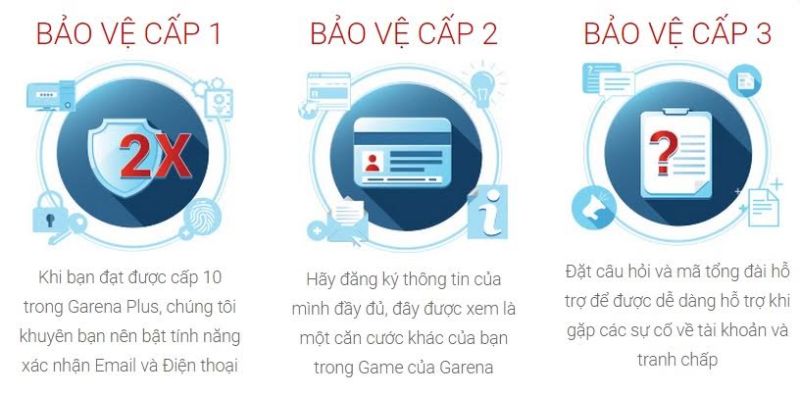 BẢO VỆ CẤP 1
2X
Khi bạn đạt được cấp 10
trong Garena Plus, chúng tôi
khuyên bạn nên bật tính năng
xác nhận Email và Điện thoại
BẢO VỆ CẤP 2
i
Hãy đăng ký thông tin của
mình đầy đủ, đây được xem là
một căn cước khác của bạn
trong Game của Garena
BẢO VỆ CẤP 3
?
Đặt câu hỏi và mã tổng đài hỗ
trợ để được dễ dàng hỗ trợ khi
gặp các sự cố về tài khoản và
tranh chấp